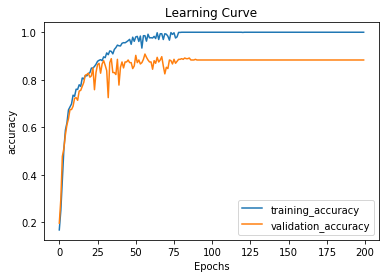 Learning Curve
1.0
0.8
0.6
0.4
0.2
accuracy
training_accuracy
validation_accuracy
0 25 50 75 100 125 150 175 200
Epochs